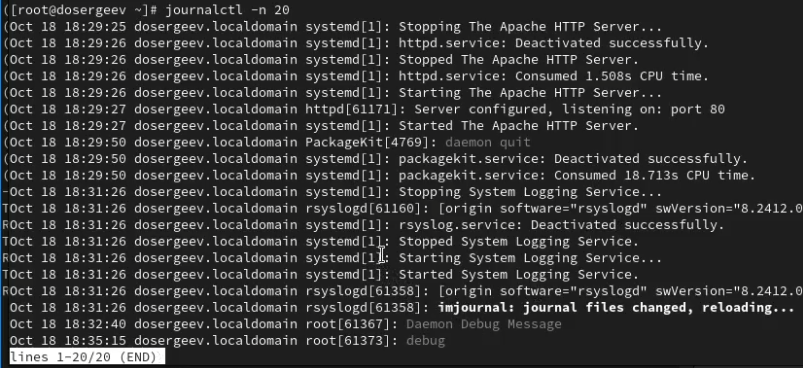 ([root@dosergeev ~]# journalctl -n 20
(Oct 18 18:29:25 dosergeev.localdomain systemd[1]: Stopping The Apache HTTP Server...
(Oct 18 18:29:26 dosergeev.localdomain systemd[1]: httpd.service: Deactivated successfully.
(Oct 18 18:29:26 dosergeev.localdomain systemd[1]: Stopped The Apache HTTP Server.
(Oct 18 18:29:26 dosergeev.localdomain systemd[1]: httpd.service: Consumed 1.508s CPU time.
(Oct 18 18:29:26 dosergeev.localdomain systemd[1]: Starting The Apache HTTP Server...
(Oct 18 18:29:27 dosergeev.localdomain httpd[61171]: Server configured, listening on: port 80
(Oct 18 18:29:27 dosergeev.localdomain systemd[1]: Started The Apache HTTP Server.
(Oct 18 18:29:50 dosergeev.localdomain PackageKit[4769]: daemon quit
(Oct 18 18:29:50 dosergeev.localdomain systemd[1]: packagekit.service: Deactivated successfully.
(Oct 18 18:29:50 dosergeev.localdomain systemd[1]: packagekit.service: Consumed 18.713s CPU time.
-Oct 18 18:31:26 dosergeev.localdomain systemd[1]: Stopping System Logging Service...
TOct 18 18:31:26 dosergeev.localdomain rsyslogd[61160]: [origin software="rsyslogd" swVersion="8.2412.0
ROct 18 18:31:26 dosergeev.localdomain systemd[1]: rsyslog.service: Deactivated successfully.
TOct 18 18:31:26 dosergeev.localdomain systemd[1]: Stopped System Logging Service.
ROct 18 18:31:26 dosergeev.localdomain systemd[1]: Starting System Logging Service...
TOct 18 18:31:26 dosergeev.localdomain systemd[1]: Started System Logging Service.
ROct 18 18:31:26 dosergeev.localdomain rsyslogd[61358]: [origin software="rsyslogd" swVersion="8.2412.0
Oct 18 18:31:26 dosergeev.localdomain rsyslogd[61358]: imjournal: journal files changed, reloading...
Oct 18 18:32:40 dosergeev.localdomain root[61367]: Daemon Debug Message
Oct 18 18:35:15 dosergeev.localdomain root[61373]: debug
lines 1-20/20 (END)